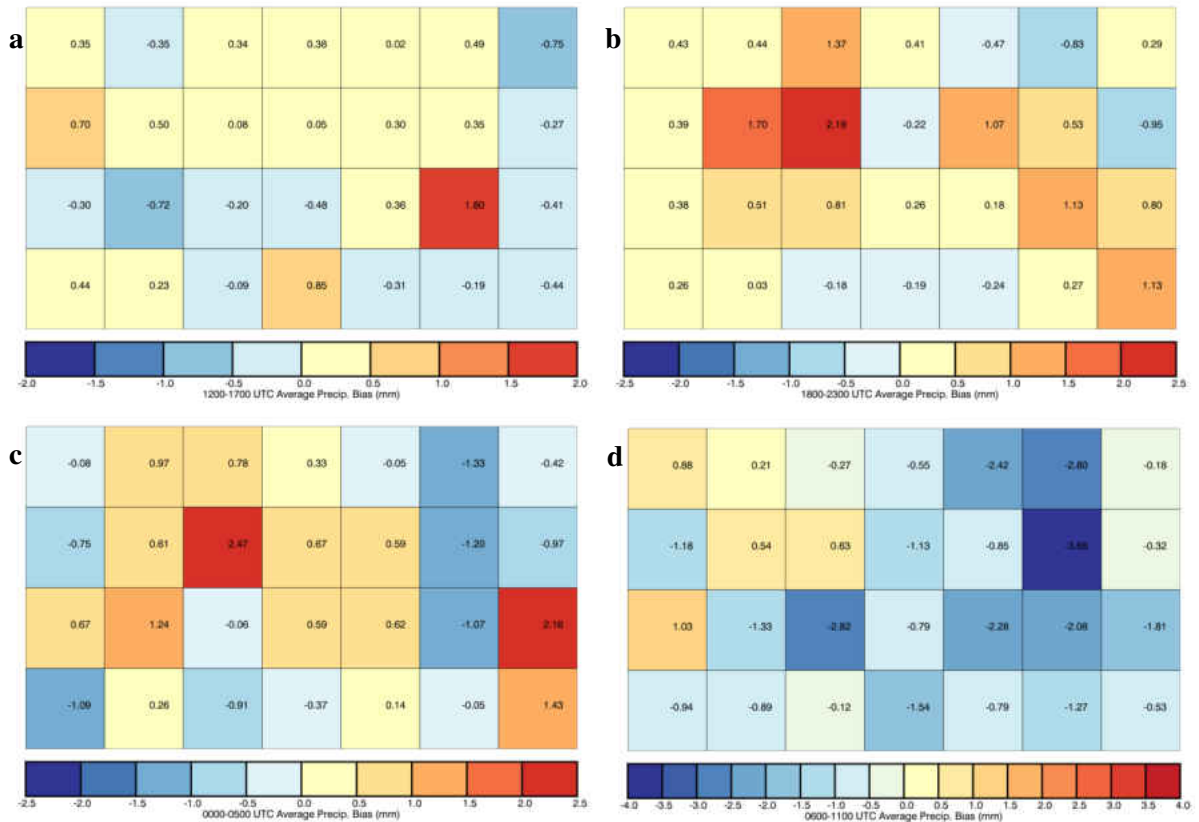 a
0.35 -0.35 0.34 0.38 0.02 0.49 -0.75
0.70 0.50 0.08 0.05 0.30 0.35 -0.27
-0.30 -0.72 -0.20 -0.48 0.36 1.80 -0.41
0.44 0.23 -0.09 0.85 -0.31 -0.19 -0.44
-2.0 -1.5 -1.0 -0.5 0.0 0.5 1.0 1.5 2.0
1200-1700 UTC Average Precip. Bias (mm)
b
0.43 0.44 1.37 0.41 -0.47 -0.83 0.29
0.39 1.70 2.19 -0.22 1.07 0.53 -0.95
0.38 0.51 0.81 0.26 0.18 1.13 0.80
0.26 0.03 -0.18 -0.19 -0.24 0.27 1.13
-2.5 -2.0 -1.5 -1.0 -0.5 0.0 0.5 1.0 1.5 2.0 2.5
1800-2300 UTC Average Precip. Bias (mm)
c
-0.08 0.97 0.78 0.33 -0.05 -1.33 -0.42
-0.75 0.61 2.47 0.67 0.59 -1.20 -0.97
0.67 1.24 -0.06 0.59 0.62 -1.07 2.16
-1.09 0.26 -0.91 -0.37 0.14 -0.05 1.43
-2.5 -2.0 -1.5 -1.0 -0.5 0.0 0.5 1.0 1.5 2.0 2.5
0000-0500 UTC Average Precip. Bias (mm)
d
0.88 0.21 -0.27 -0.55 -2.42 -2.80 -0.18
-1.18 0.54 0.63 -1.13 -0.85 -0.32
1.03 -1.33 -2.82 -0.79 -2.28 -2.08 -1.81
-0.94 -0.89 -0.12 -1.54 -0.79 -1.27 -0.53
-4.0 -3.5 -3.0 -2.5 -2.0 -1.5 -1.0 -0.5 0.0 0.5 1.0 1.5 2.0 2.5 3.0 3.5 4.0
0600-1100 UTC Average Precip. Bias (mm)